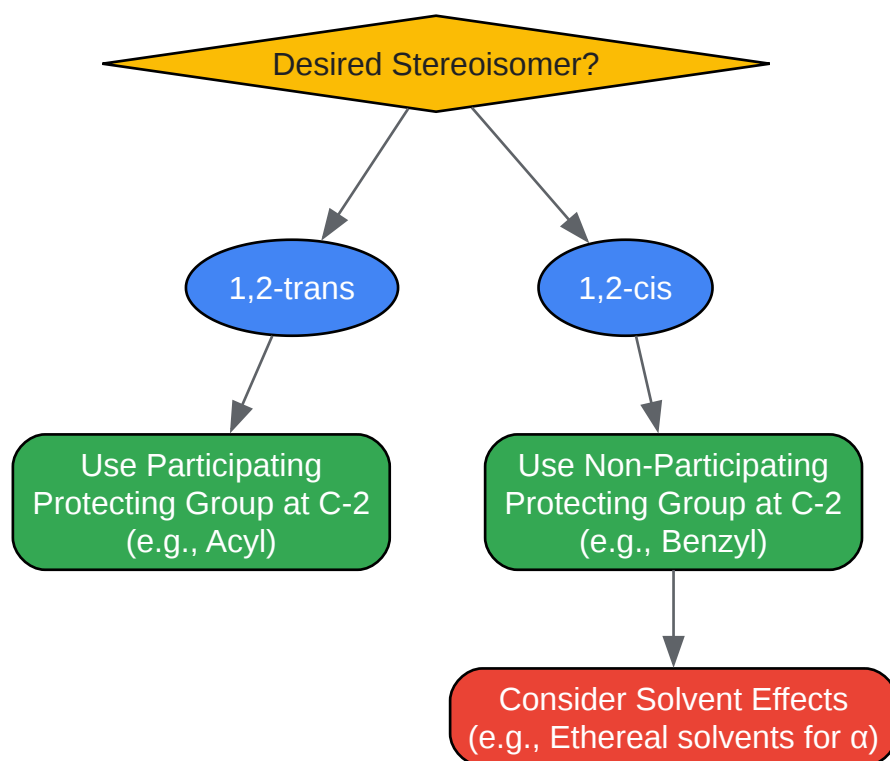 Desired Stereoisomer?
1,2-trans
1,2-cis
Use Participating
Protecting Group at C-2
(e.g., Acyl)
Use Non-Participating
Protecting Group at C-2
(e.g., Benzyl)
Consider Solvent Effects
(e.g., Ethereal solvents for α)